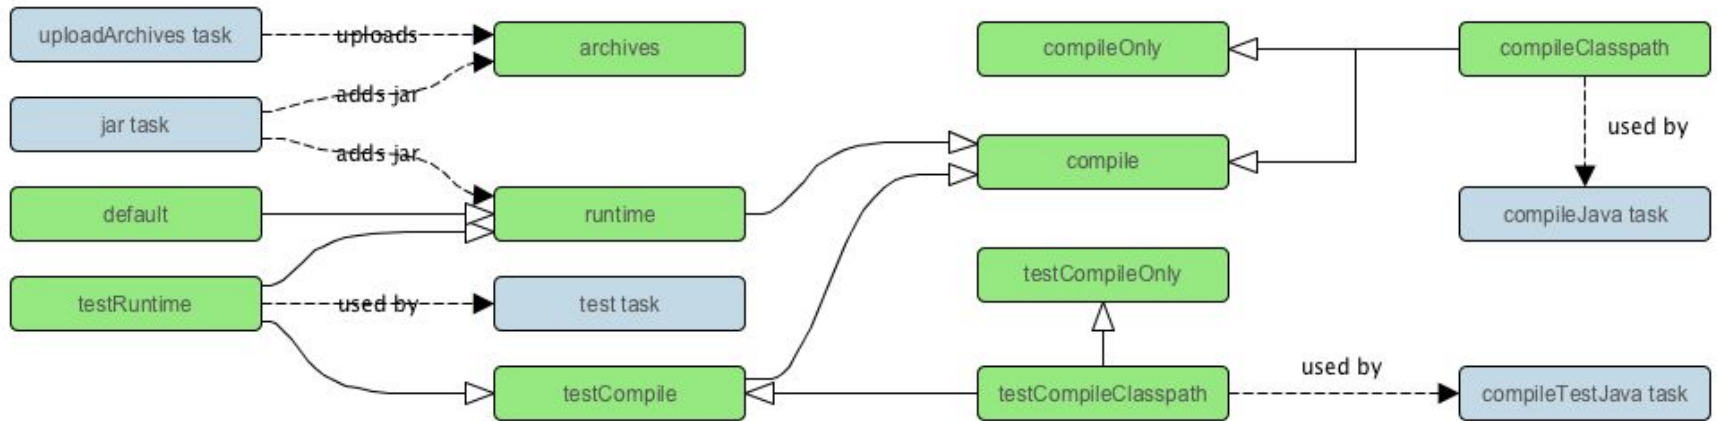 uploadArchives task
uploads
archives
compileOnly
compileClasspath
adds jar
jar task
used by
adds jar
compile
default
runtime
compileJava task
testCompileOnly
testRuntime
used by
test task
used by
testCompile
testCompileClasspath
compileTestJava task